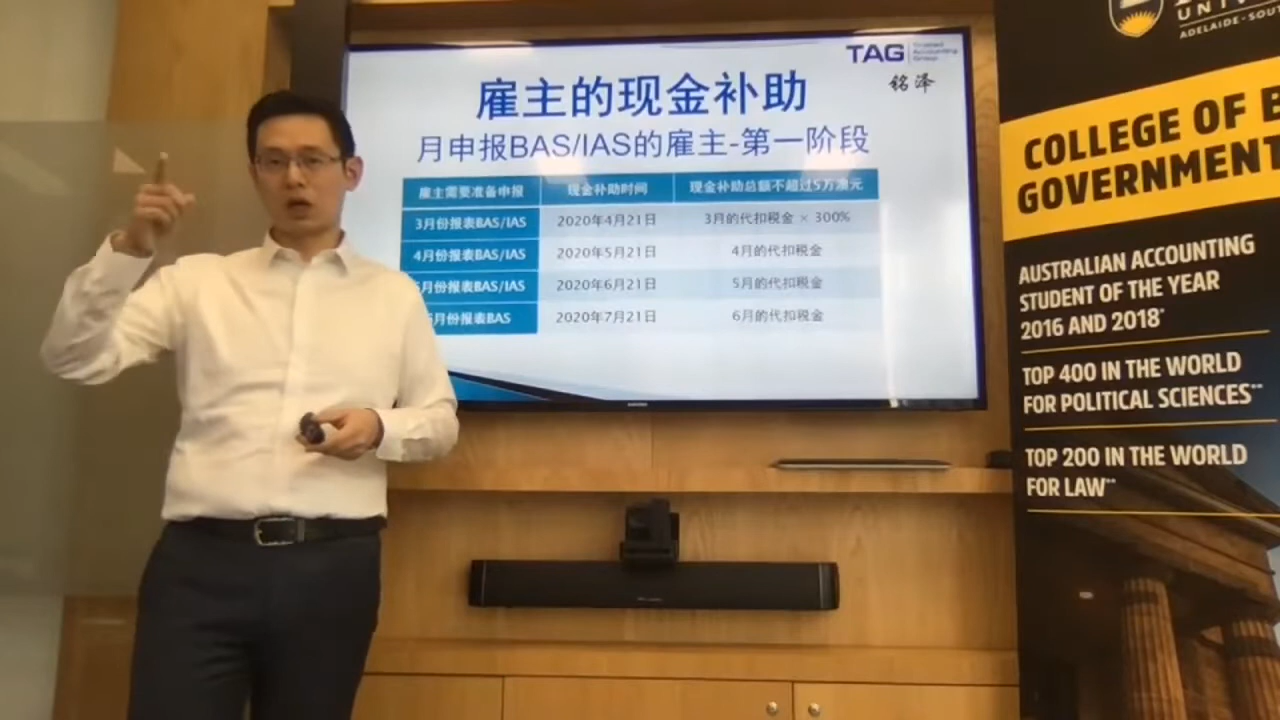 TAG
铭泽
雇主的现金补助
月申报BAS/IAS的雇主-第一阶段
雇主需要准备申报 现金补助时间 现金补助总额不超过5万澳元
3月份报表BAS/IAS 2020年4月21日 3月的代扣税金 × 300%
4月份报表BAS/IAS 2020年5月21日 4月的代扣税金
月份报表BAS/IAS 2020年6月21日 5月的代扣税金
月份报表BAS 2020年7月21日 6月的代扣税金
ADELAIDE · SOUT
COLLEGE OF B
GOVERNMENT
AUSTRALIAN ACCOUNTING
STUDENT OF THE YEAR
2016 AND 2018*
TOP 400 IN THE WORLD
FOR POLITICAL SCIENCES**
TOP 200 IN THE WORLD
FOR LAW**